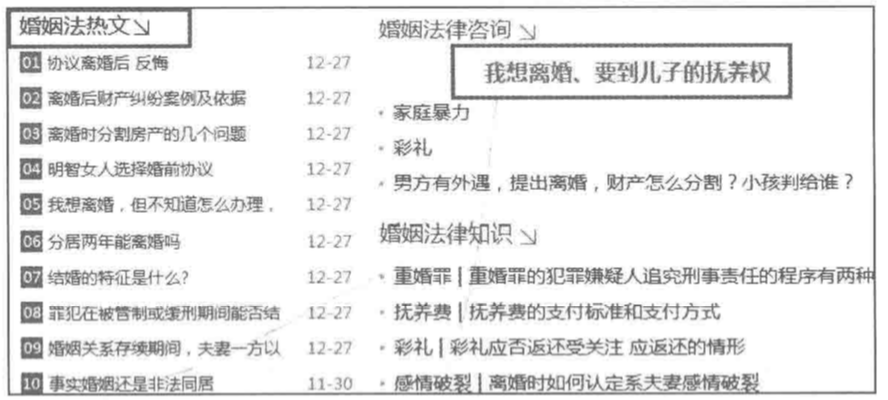 婚姻法热文↘
01 协议离婚后 反悔 12-27
02 离婚后财产纠纷案例及依据 12-27
03 离婚时分割房产的几个问题 12-27
04 明智女人选择婚前协议 12-27
05 我想离婚，但不知道怎么办理， 12-27
06 分居两年能离婚吗 12-27
07 结婚的特征是什么? 12-27
08 罪犯在被管制或缓刑期间能否结 12-27
09 婚姻关系存续期间，夫妻一方以 12-27
10 事实婚姻还是非法同居 11-30
婚姻法律咨询↘
我想离婚、要到儿子的抚养权
· 家庭暴力
· 彩礼
· 男方有外遇，提出离婚，财产怎么分割？小孩判给谁？
婚姻法律知识↘
· 重婚罪 | 重婚罪的犯罪嫌疑人追究刑事责任的程序有两种
· 抚养费 | 抚养费的支付标准和支付方式
· 彩礼 | 彩礼应否返还受关注 应返还的情形
· 感情破裂 | 离婚时如何认定系夫妻感情破裂